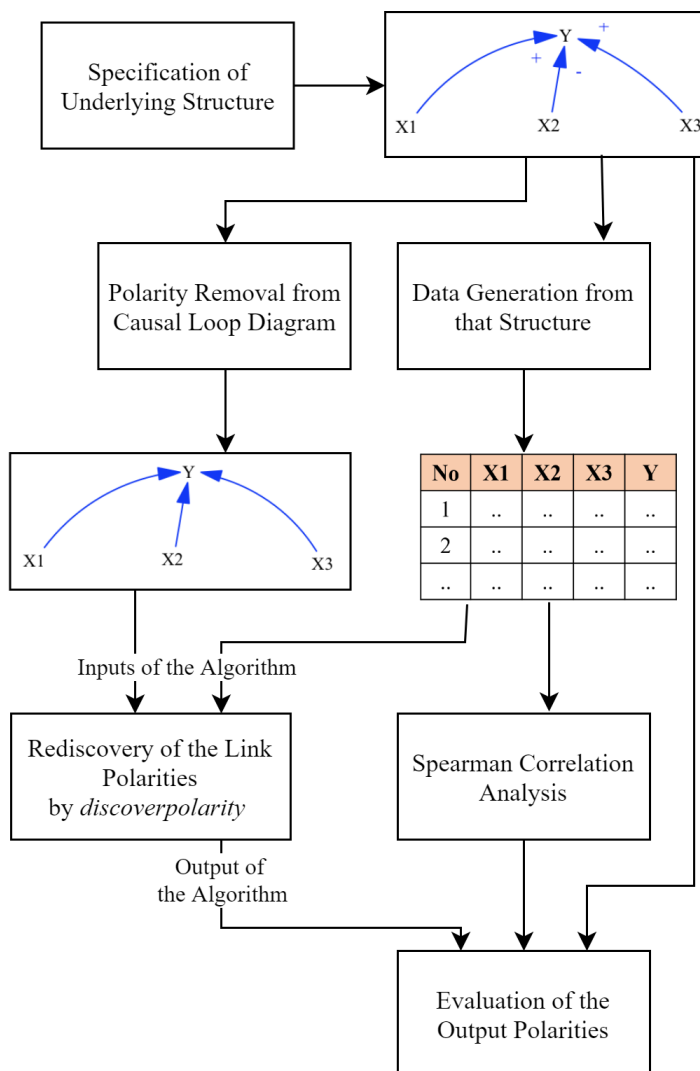 Specification of
Underlying Structure
Y
+
+
-
X1
X2
X3
Polarity Removal from
Causal Loop Diagram
Data Generation from
that Structure
Y
X1
X2
X3
No X1 X2 X3 Y
1 .. .. .. ..
2 .. .. .. ..
.. .. .. .. ..
Inputs of the Algorithm
Rediscovery of the Link
Polarities
by discoverpolarity
Spearman Correlation
Analysis
Output of
the Algorithm
Evaluation of the
Output Polarities